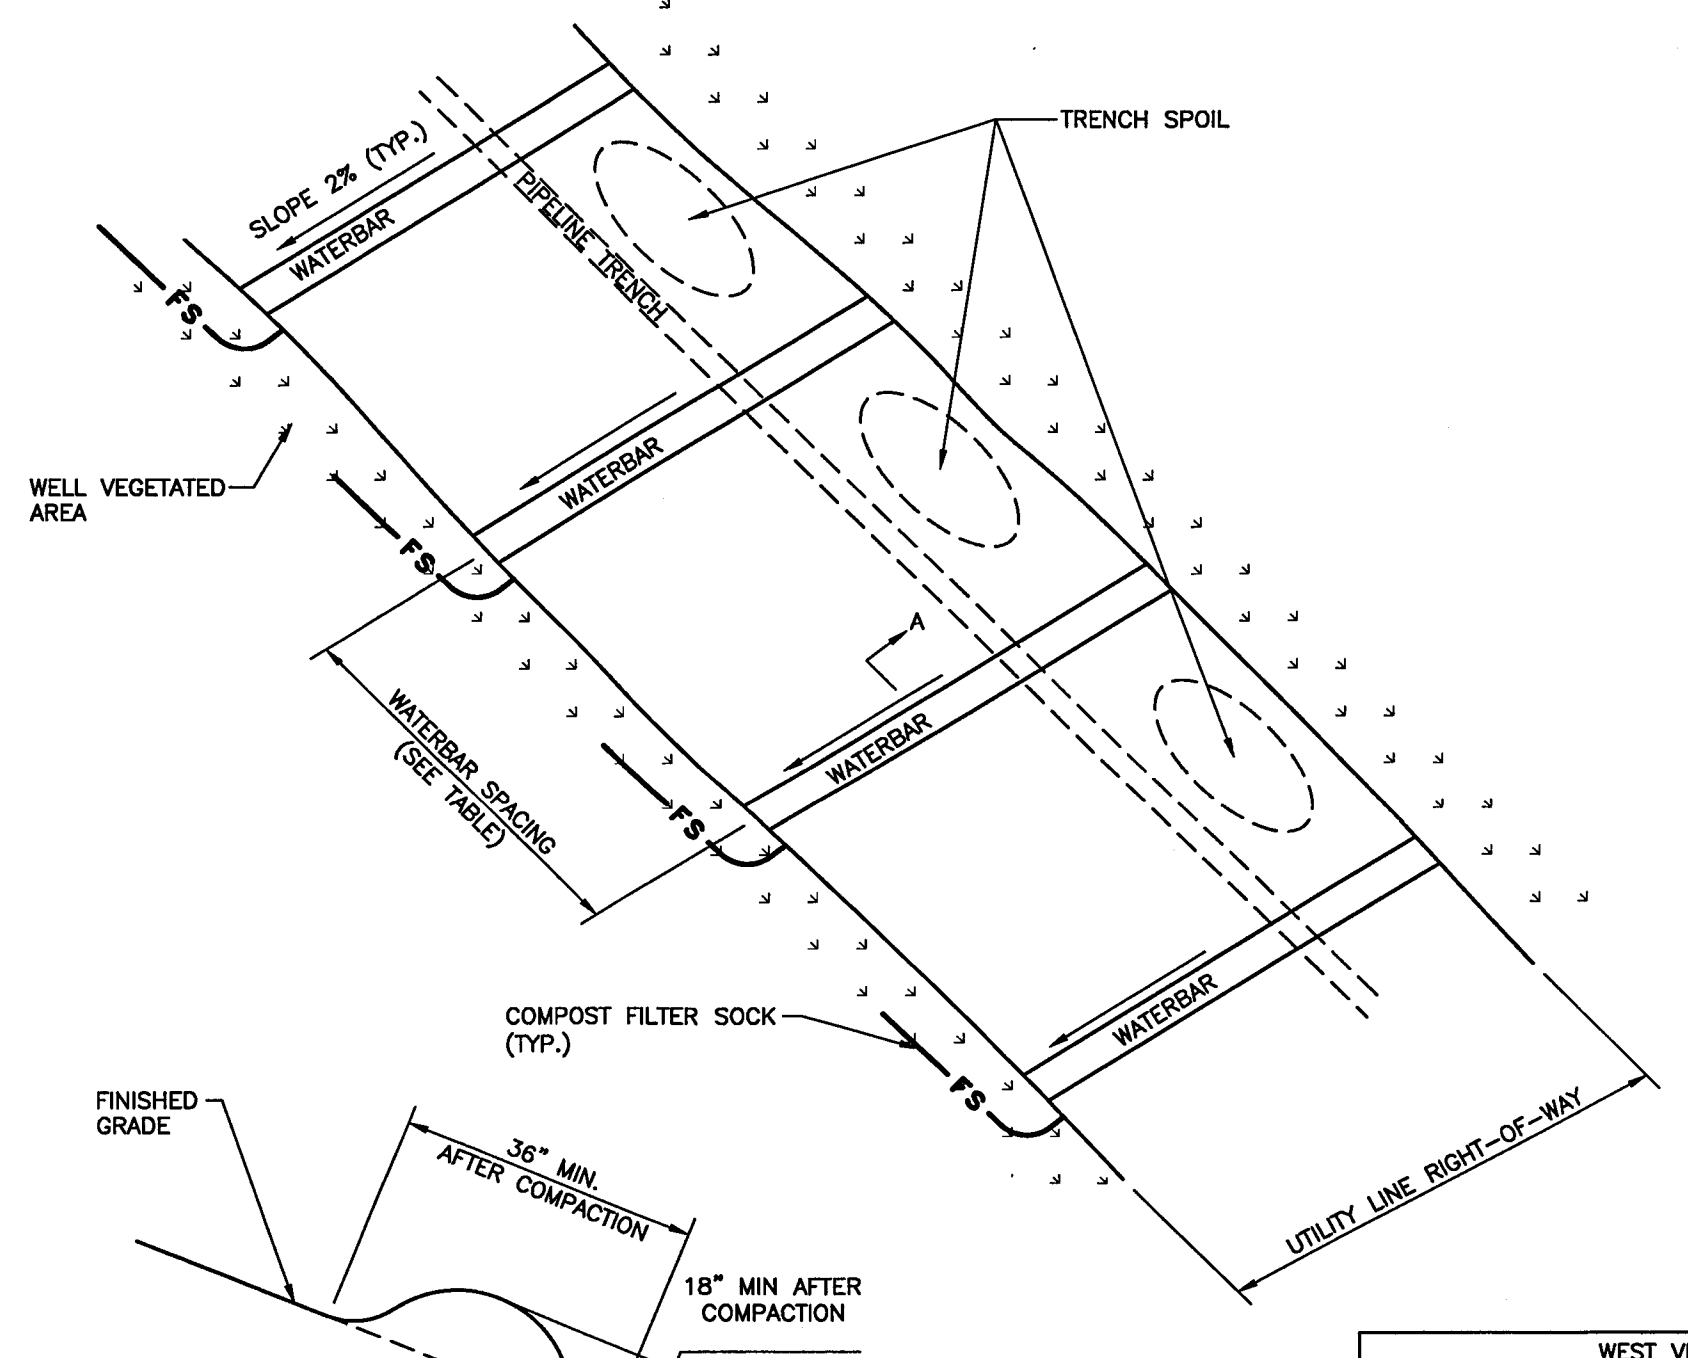 TRENCH SPOIL
SLOPE 2% (TYP.)
PIPELINE TRENCH
WATERBAR
FS
WATERBAR
WELL VEGETATED
AREA
FS
A
WATERBAR SPACING
(SEE TABLE)
WATERBAR
FS
WATERBAR
COMPOST FILTER SOCK
(TYP.)
FS
UTILITY LINE RIGHT-OF-WAY
FINISHED
GRADE
36" MIN.
AFTER COMPACTION
18" MIN AFTER
COMPACTION
WEST